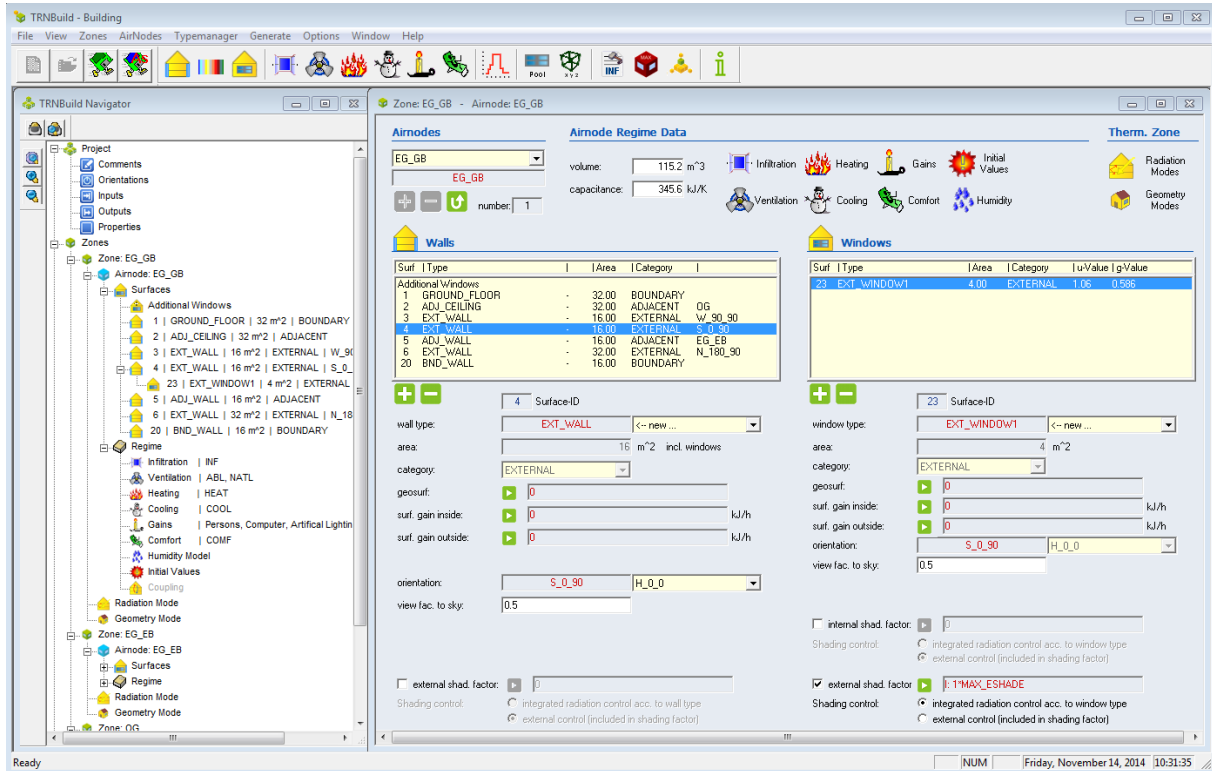 TRNBuild - Building
File View Zones AirNodes Typemanager Generate Options Window Help
Pool
xyz
INF
MAX
i
TRNBuild Navigator
Project
Comments
Orientations
Inputs
Outputs
Properties
Zones
Zone: EG_GB
Airnode: EG_GB
Surfaces
Additional Windows
1 | GROUND_FLOOR | 32 m^2 | BOUNDARY
2 | ADJ_CEILING | 32 m^2 | ADJACENT
3 | EXT_WALL | 16 m^2 | EXTERNAL | W_90
4 | EXT_WALL | 16 m^2 | EXTERNAL | S_0_
23 | EXT_WINDOW1 | 4 m^2 | EXTERNAL
5 | ADJ_WALL | 16 m^2 | ADJACENT
6 | EXT_WALL | 32 m^2 | EXTERNAL | N_18
20 | BND_WALL | 16 m^2 | BOUNDARY
Regime
Infiltration | INF
Ventilation | ABL, NATL
Heating | HEAT
Cooling | COOL
Gains | Persons, Computer, Artifical Lightin
Comfort | COMF
Humidity Model
Initial Values
Coupling
Radiation Mode
Geometry Mode
Zone: EG_EB
Airnode: EG_EB
Surfaces
Regime
Radiation Mode
Geometry Mode
Zone: OG
Zone: EG_GB - Airnode: EG_GB
Airnodes
EG_GB
EG_GB
number: 1
Airnode Regime Data
volume: 115.2 m^3
capacitance: 345.6 kJ/K
Infiltration Heating Gains Initial Values
Ventilation Cooling Comfort Humidity
Therm. Zone
Radiation Modes
Geometry Modes
Walls
Surf | Type | | Area | Category |
Additional Windows
1 GROUND_FLOOR - 32.00 BOUNDARY
2 ADJ_CEILING - 32.00 ADJACENT OG
3 EXT_WALL - 16.00 EXTERNAL W_90_90
4 EXT_WALL - 16.00 EXTERNAL S_0_90
5 ADJ_WALL - 16.00 ADJACENT EG_EB
6 EXT_WALL - 32.00 EXTERNAL N_180_90
20 BND_WALL - 16.00 BOUNDARY
4 Surface-ID
wall type: EXT_WALL <-- new ...
area: 16 m^2 incl. windows
category: EXTERNAL
geosurf: 0
surf. gain inside: 0 kJ/h
surf. gain outside: 0 kJ/h
orientation: S_0_90 H_0_0
view fac. to sky: 0.5
external shad. factor: 0
Shading control: integrated radiation control acc. to wall type
external control (included in shading factor)
Windows
Surf | Type | Area | Category | u-Value | g-Value
23 EXT_WINDOW1 4.00 EXTERNAL 1.06 0.586
23 Surface-ID
window type: EXT_WINDOW1 <-- new ...
area: 4 m^2
category: EXTERNAL
geosurf: 0
surf. gain inside: 0 kJ/h
surf. gain outside: 0 kJ/h
orientation: S_0_90 H_0_0
view fac. to sky: 0.5
internal shad. factor: 0
Shading control: integrated radiation control acc. to window type
external control (included in shading factor)
external shad. factor I: 1*MAX_ESHADE
Shading control: integrated radiation control acc. to window type
external control (included in shading factor)
Ready
NUM Friday, November 14, 2014 10:31:35